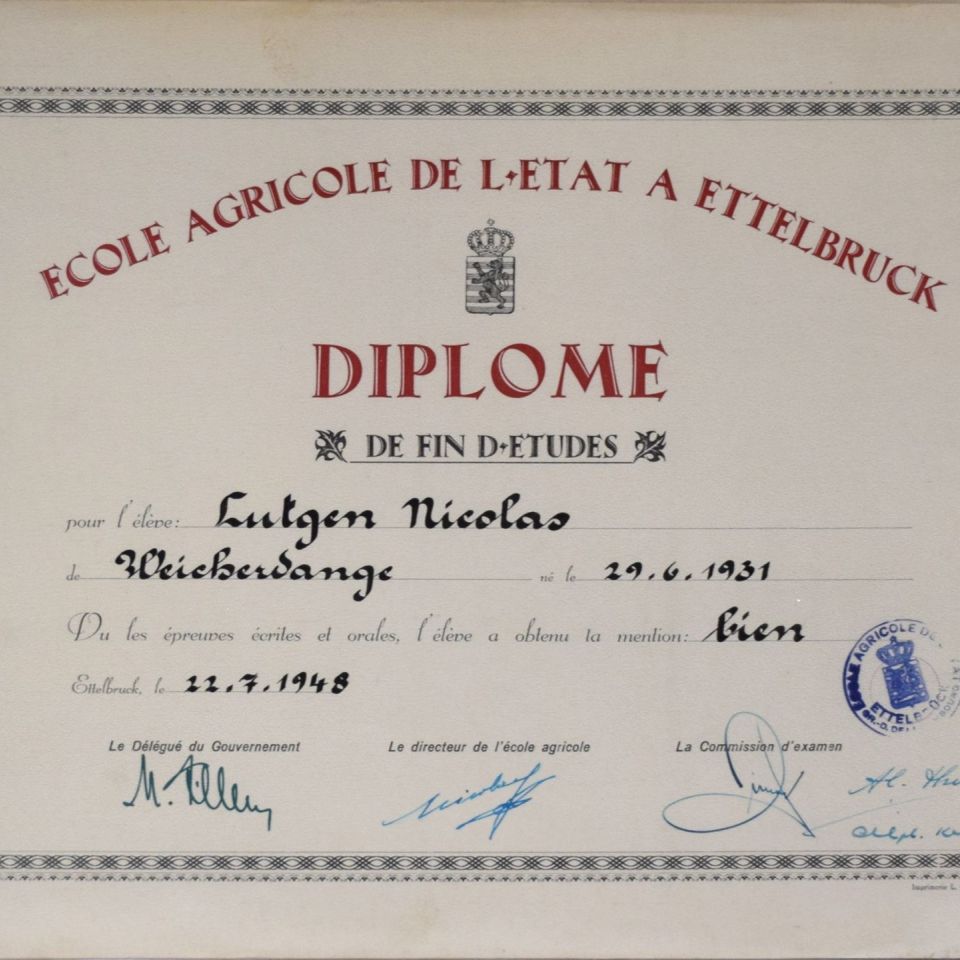 ECOLE AGRICOLE DE L'ETAT A ETTELBRUCK
DIPLOME
DE FIN D'ETUDES
pour l'élève: Lutgen Nicolas
de Weicherdange né le 29.6.1931
Vu les épreuves écrites et orales, l'élève a obtenu la mention: bien
Ettelbruck, le 22.7.1948
ECOLE AGRICOLE DE
ETTELBRUCK
Le Délégué du Gouvernement
Le directeur de l'école agricole
La Commission d'examen
Imprimerie L.